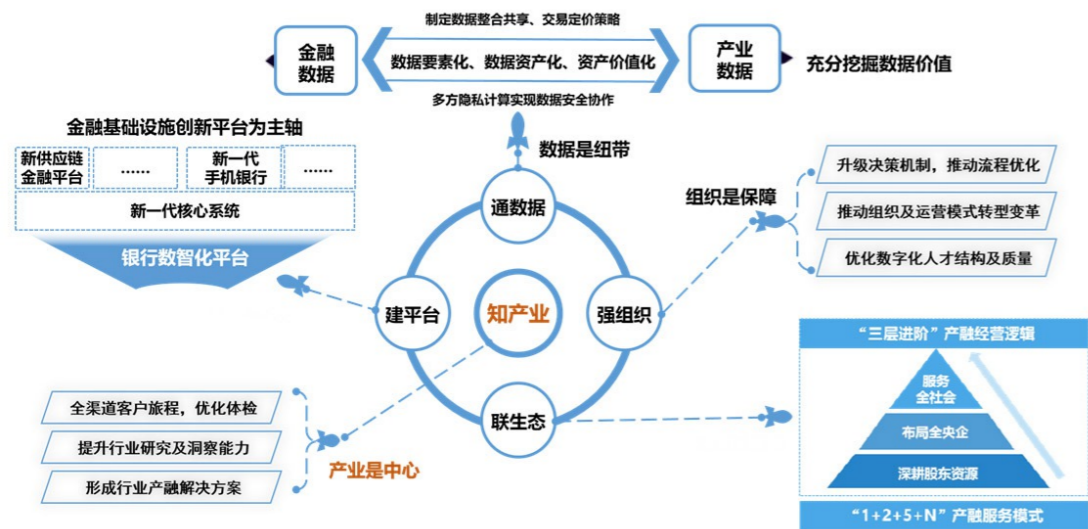 制定数据整合共享、交易定价策略
金融
数据
数据要素化、数据资产化、资产价值化
产业
数据
充分挖掘数据价值
多方隐私计算实现数据安全协作
数据是纽带
金融基础设施创新平台为主轴
新供应链
金融平台
……
新一代
手机银行
……
新一代核心系统
银行数智化平台
通数据
建平台
知产业
强组织
联生态
组织是保障
升级决策机制，推动流程优化
推动组织及运营模式转型变革
优化数字化人才结构及质量
全渠道客户旅程，优化体检
提升行业研究及洞察能力
形成行业产融解决方案
产业是中心
“三层进阶”产融经营逻辑
服务
全社会
布局全央企
深耕股东资源
“1+2+5+N”产融服务模式